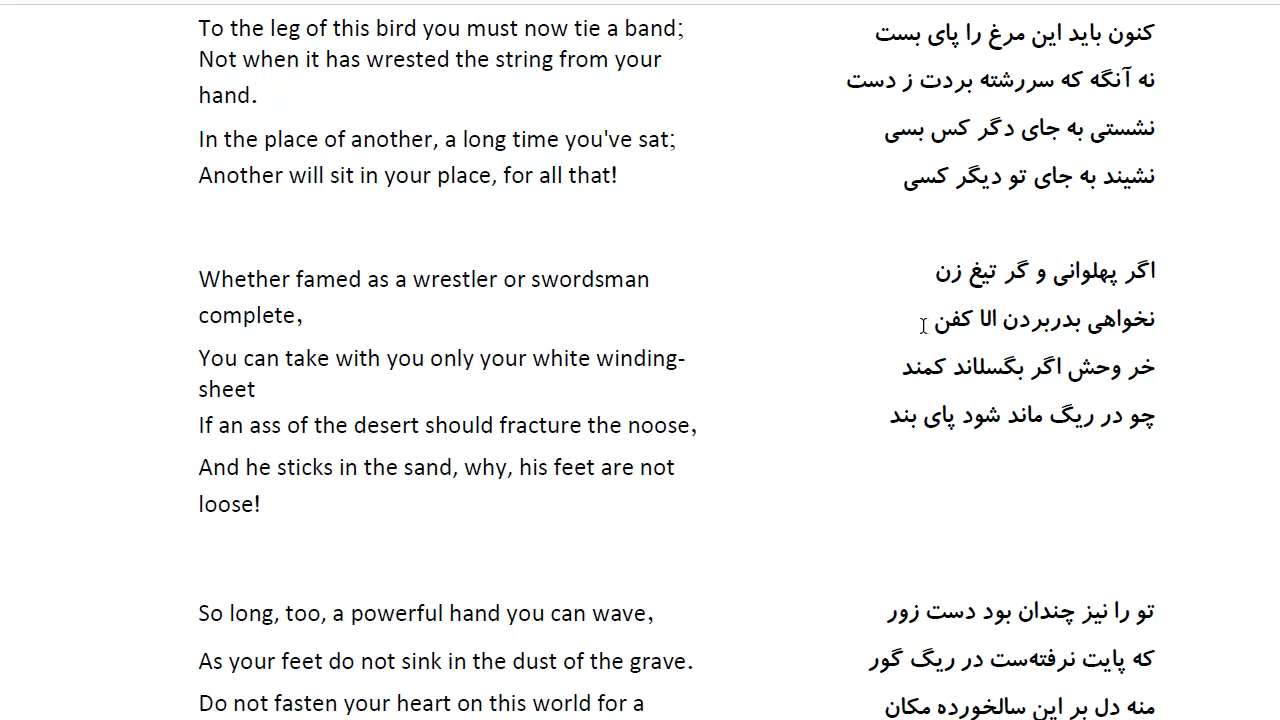 To the leg of this bird you must now tie a band;
Not when it has wrested the string from your
hand.
In the place of another, a long time you've sat;
Another will sit in your place, for all that!
کنون باید این مرغ را پای بست
نه آنگه که سررشته بردت ز دست
نشستی به جای دگر کس بسی
نشیند به جای تو دیگر کسی
Whether famed as a wrestler or swordsman
complete,
You can take with you only your white winding-
sheet
If an ass of the desert should fracture the noose,
And he sticks in the sand, why, his feet are not
loose!
اگر پهلوانی و گر تیغ زن
نخواهی بدربردن الا کفن
خر وحش اگر بگسلاند کمند
چو در ریگ ماند شود پای بند
So long, too, a powerful hand you can wave,
As your feet do not sink in the dust of the grave.
Do not fasten your heart on this world for a
تو را نیز چندان بود دست زور
که پایت نرفته‌ست در ریگ گور
منه دل بر این سالخورده مکان